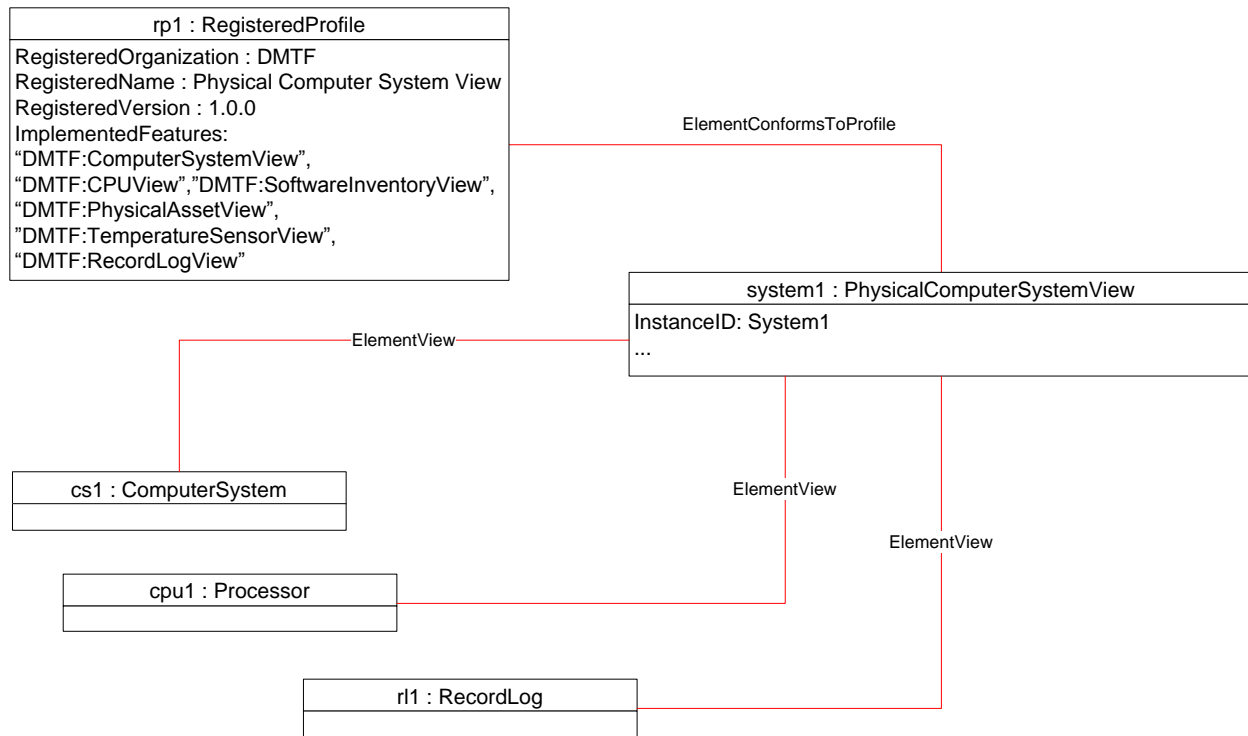 rp1 : RegisteredProfile
RegisteredOrganization : DMTF
RegisteredName : Physical Computer System View
RegisteredVersion : 1.0.0
ImplementedFeatures:
“DMTF:ComputerSystemView”,
“DMTF:CPUView”,”DMTF:SoftwareInventoryView”,
“DMTF:PhysicalAssetView”,
”DMTF:TemperatureSensorView”,
“DMTF:RecordLogView”
ElementConformsToProfile
system1 : PhysicalComputerSystemView
InstanceID: System1
...
ElementView
cs1 : ComputerSystem
ElementView
ElementView
cpu1 : Processor
rl1 : RecordLog